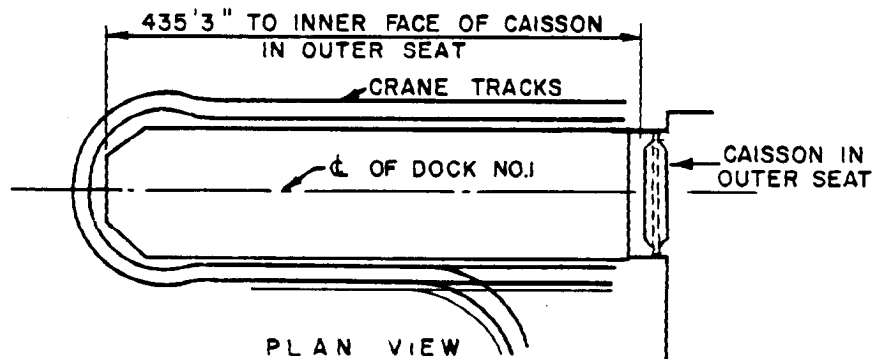 435'3" TO INNER FACE OF CAISSON
IN OUTER SEAT
CRANE TRACKS
℄ OF DOCK NO.1
CAISSON IN
OUTER SEAT
PLAN VIEW